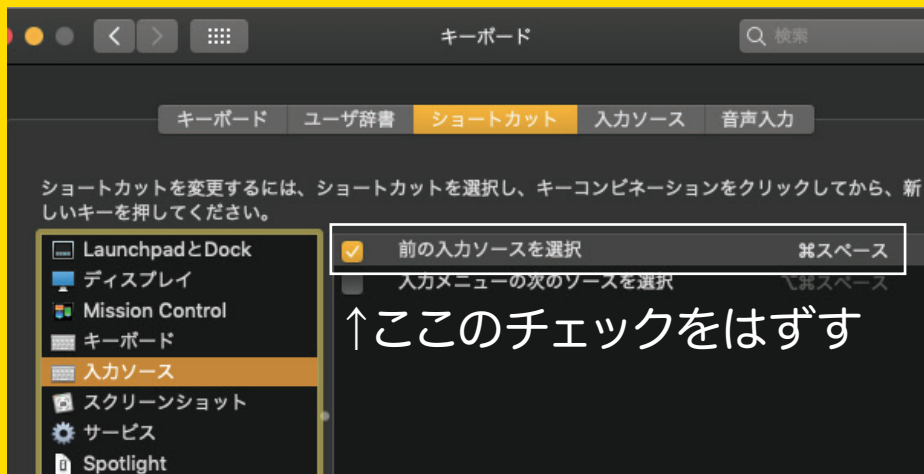 キーボード
検索
キーボード
ユーザ辞書
ショートカット
入力ソース
音声入力
ショートカットを変更するには、ショートカットを選択し、キーコンビネーションをクリックしてから、新
しいキーを押してください。
LaunchpadとDock
ディスプレイ
Mission Control
キーボード
入力ソース
スクリーンショット
サービス
Spotlight
前の入力ソースを選択 ⌘スペース
入力メニューの次のソースを選択 ⌥⌘スペース
↑ここのチェックをはずす